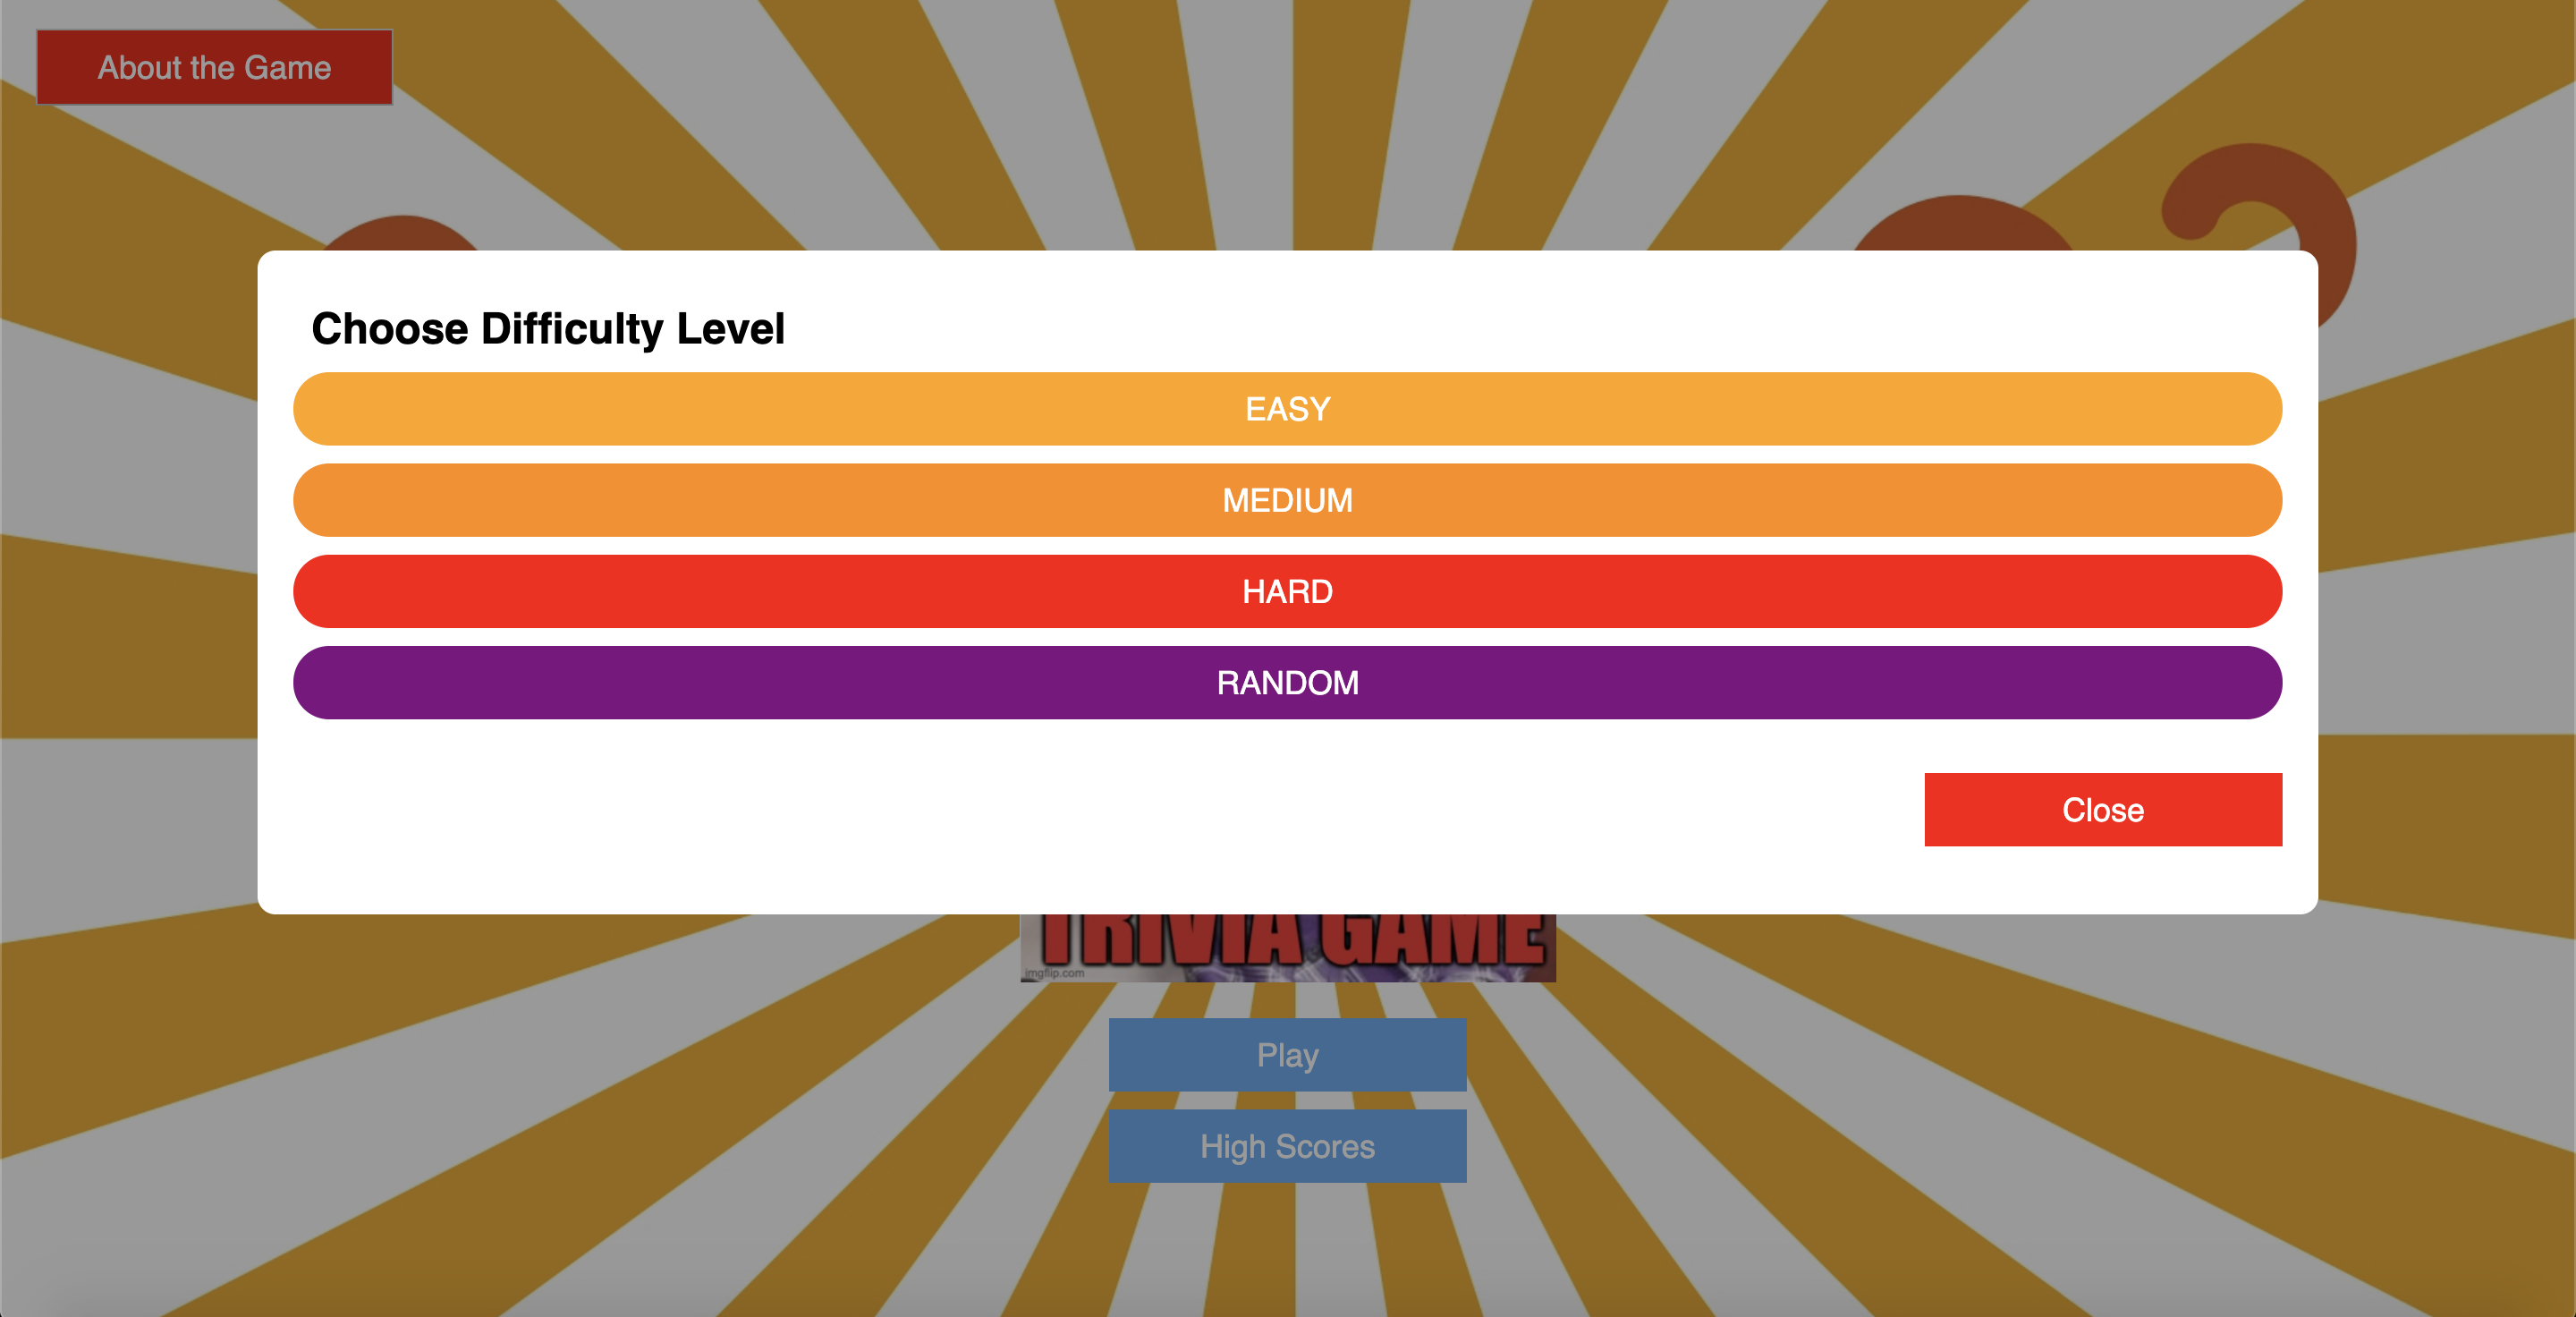 About the Game
Choose Difficulty Level
EASY
MEDIUM
HARD
RANDOM
Close
TRIVIA GAME
imgflip.com
Play
High Scores